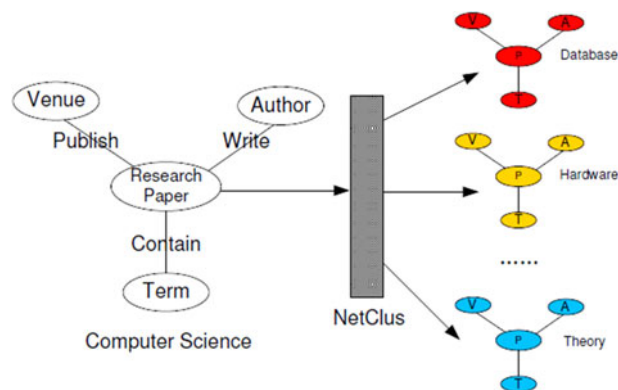 Venue
Author
Publish
Write
Research
Paper
Contain
Term
Computer Science
NetClus
V
A
P
T
Database
V
A
P
T
Hardware
......
V
A
P
T
Theory